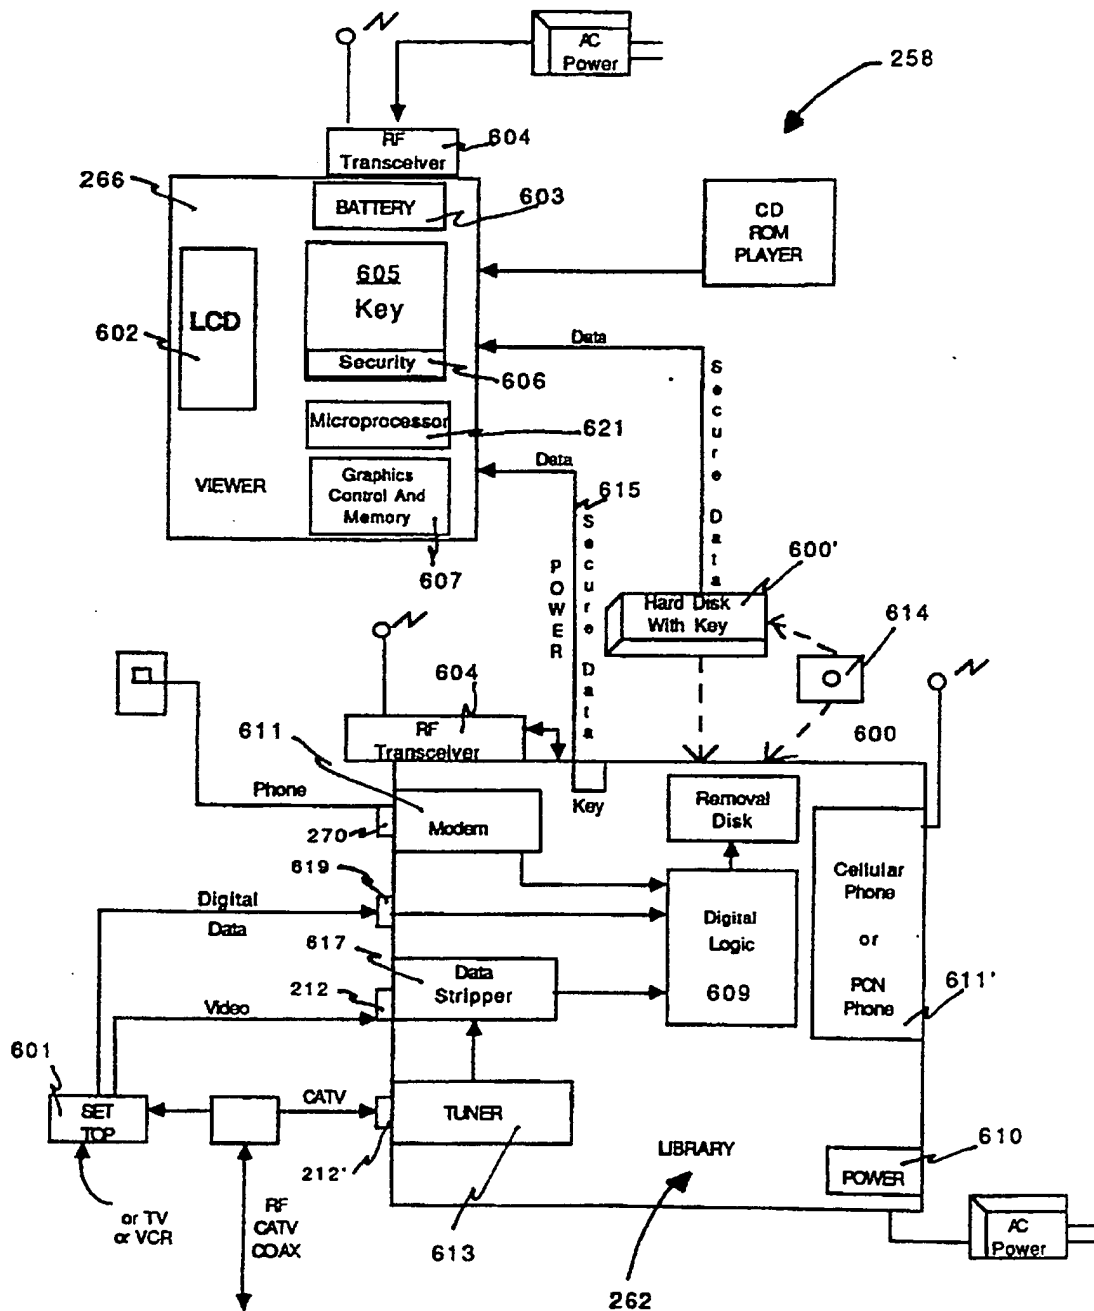 AC
Power
258
RF
Transceiver
604
266
BATTERY
603
CD
ROM
PLAYER
605
Key
LCD
602
Security
606
Data
Secure Data
Microprocessor
621
VIEWER
Graphics
Control And
Memory
607
Data
615
Secure Data
POWER
600'
Hard Disk
With Key
614
604
RF
Transceiver
611
600
Phone
270
Modem
Key
Removal
Disk
619
Digital
Data
Cellular
Phone
or
PCN
Phone
611'
Digital
Logic
609
617
Data
Stripper
212
Video
601
SET
TOP
CATV
TUNER
212'
LIBRARY
610
POWER
or TV
or VCR
RF
CATV
COAX
613
262
AC
Power